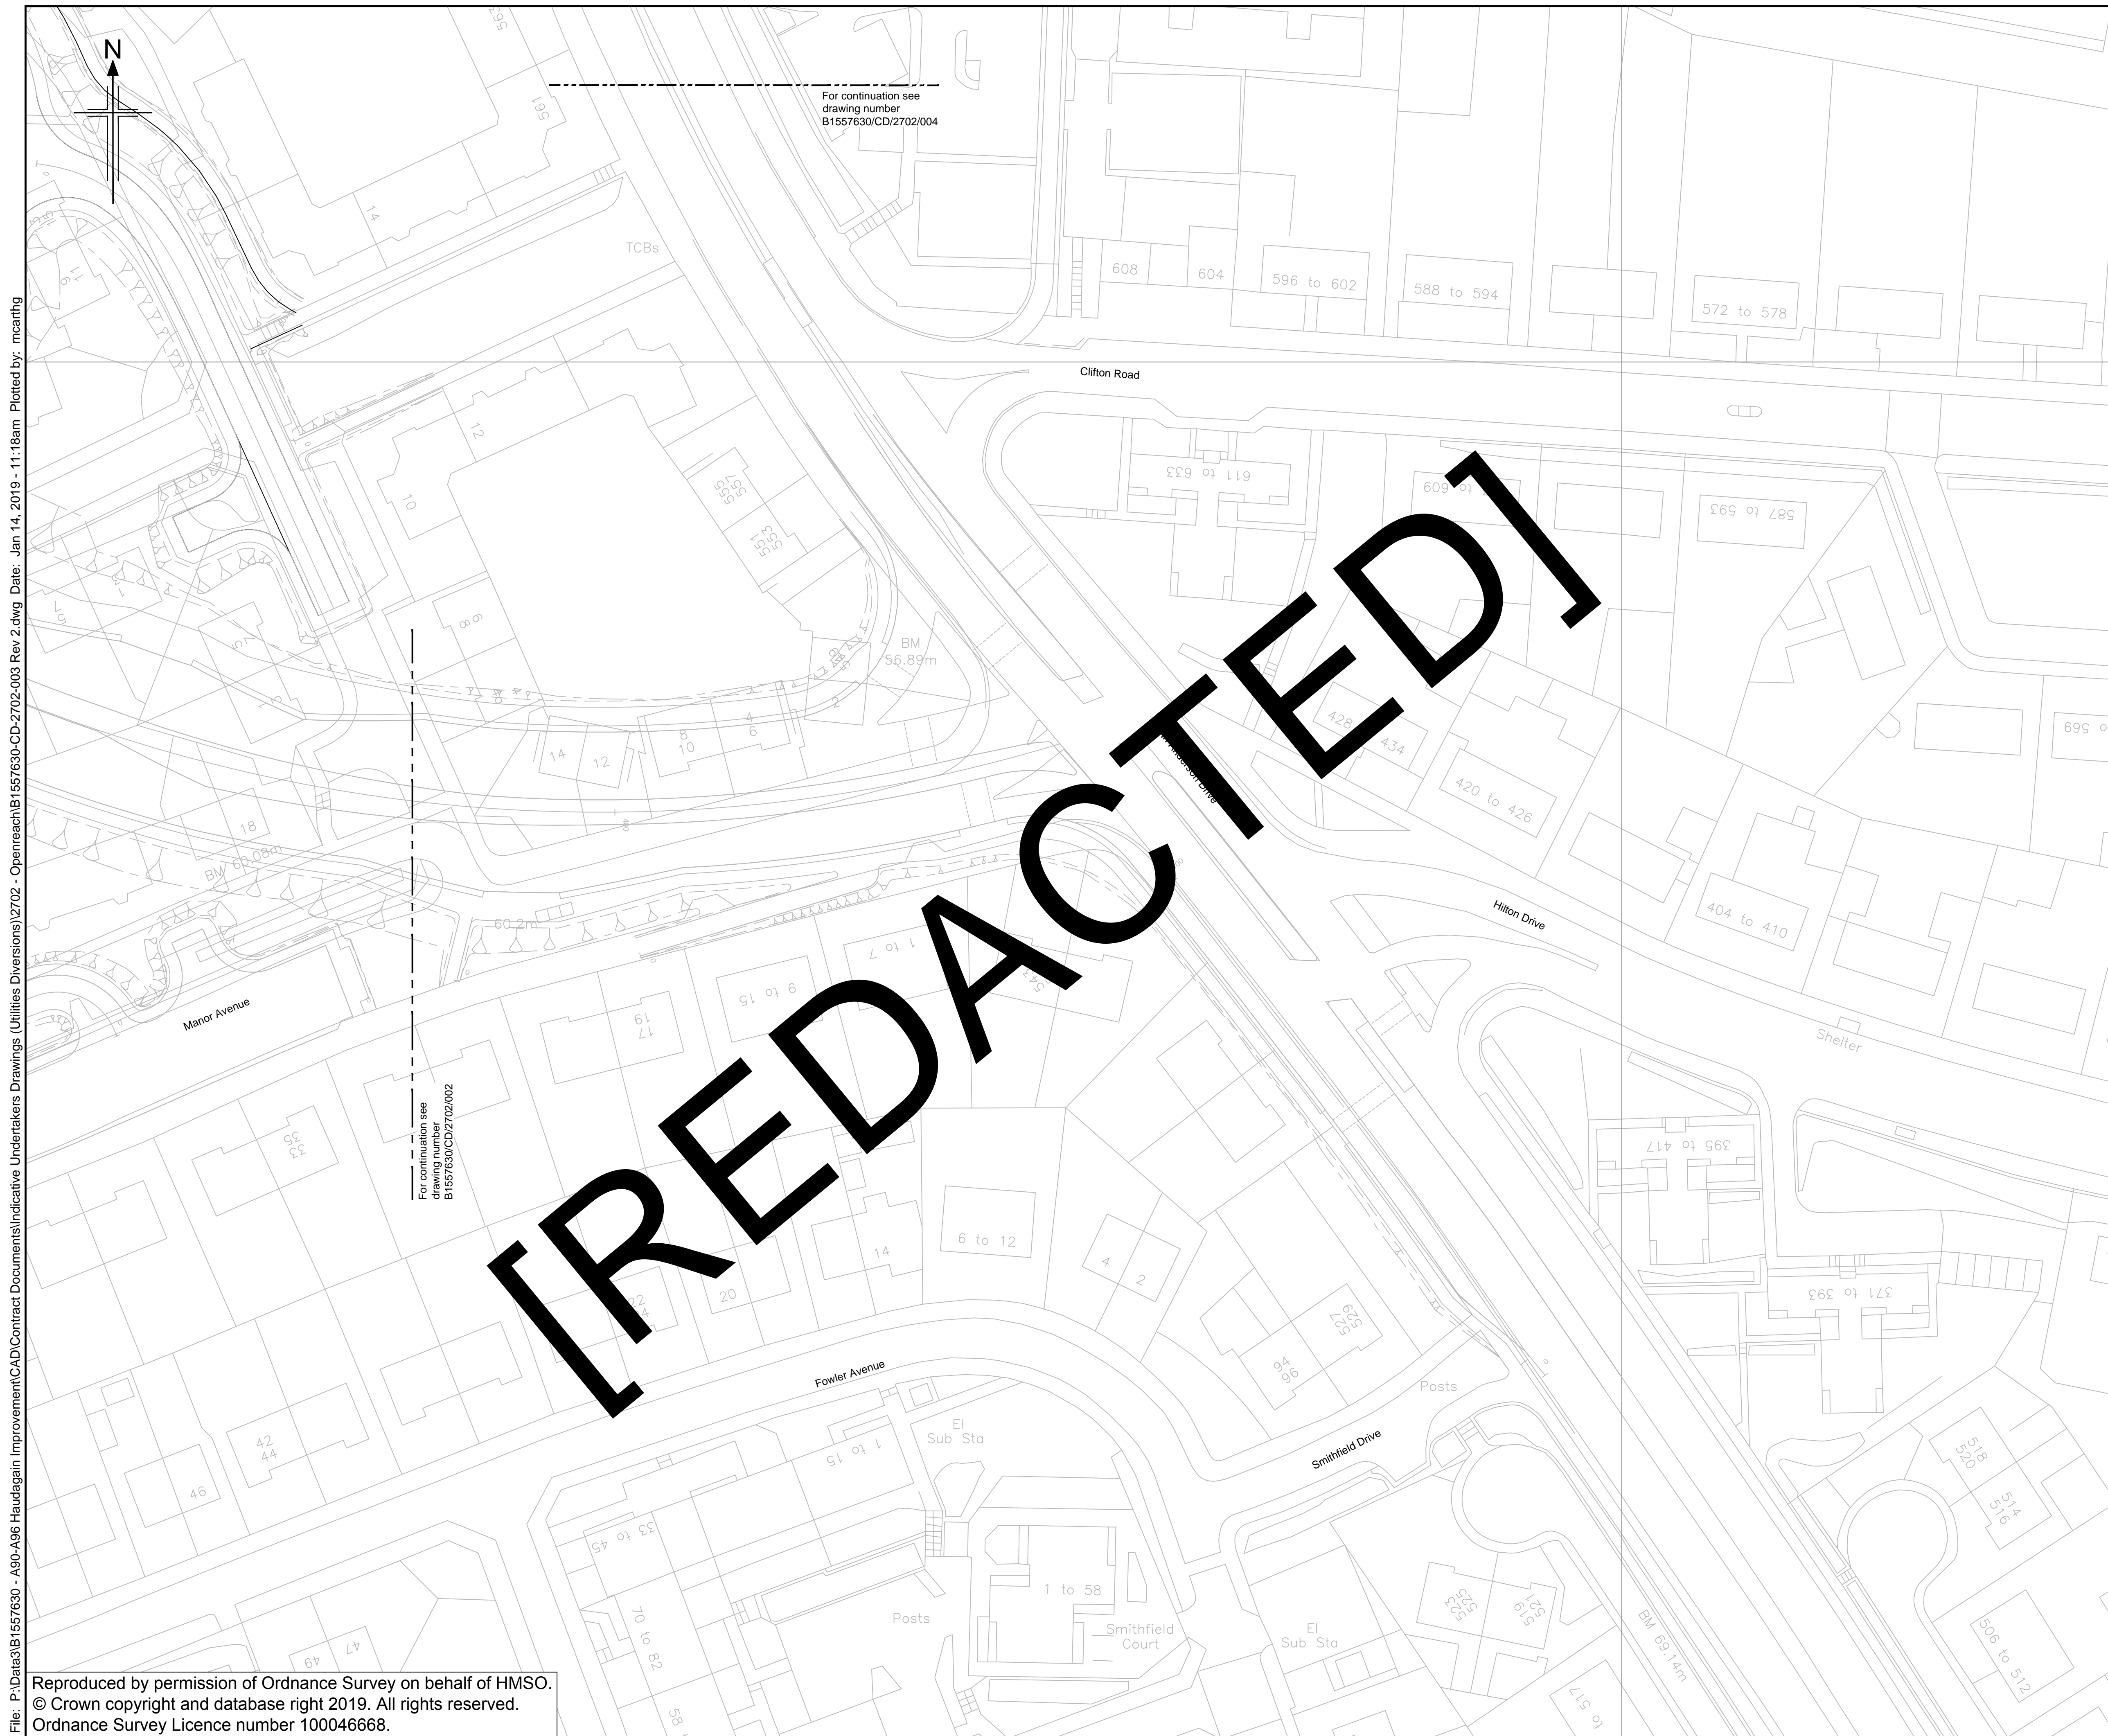 N
For continuation see
drawing number
B1557630/CD/2702/004
563
561
14
TCBs
608
604
596 to 602
588 to 594
572 to 578
Clifton Road
12
10
557
555
553
551
611 to 633
587 to 593
6
8
BM
56.89m
14
12
8
10
4
6
2
18
BM 60.08m
60.2m
428
434
420 to 426
404 to 410
Hilton Drive
Shelter
Manor Avenue
1 to 7
9 to 15
19
17
35
33
For continuation see
drawing number
B1557630/CD/2702/002
[REDACTED]
395 to 417
371 to 393
6 to 12
4
2
14
20
529
527
94
96
Posts
Fowler Avenue
Smithfield Drive
El
Sub Sta
1 to 15
42
44
46
33 to 45
70 to 82
49
47
Posts
1 to 58
Smithfield
Court
El
Sub Sta
525
523
521
519
BM 69.14m
518
520
514
516
506 to 512
Reproduced by permission of Ordnance Survey on behalf of HMSO.
© Crown copyright and database right 2019. All rights reserved.
Ordnance Survey Licence number 100046668.
File: P:\Data3\B1557630 - A90-A96 Haudagain Improvement\CAD\Contract Documents\Indicative Undertakers Drawings (Utilities Diversions)\2702 - Openreach\B1557630-CD-2702-003 Rev 2.dwg Date: Jan 14, 2019 - 11:18am Plotted by: mcarthg